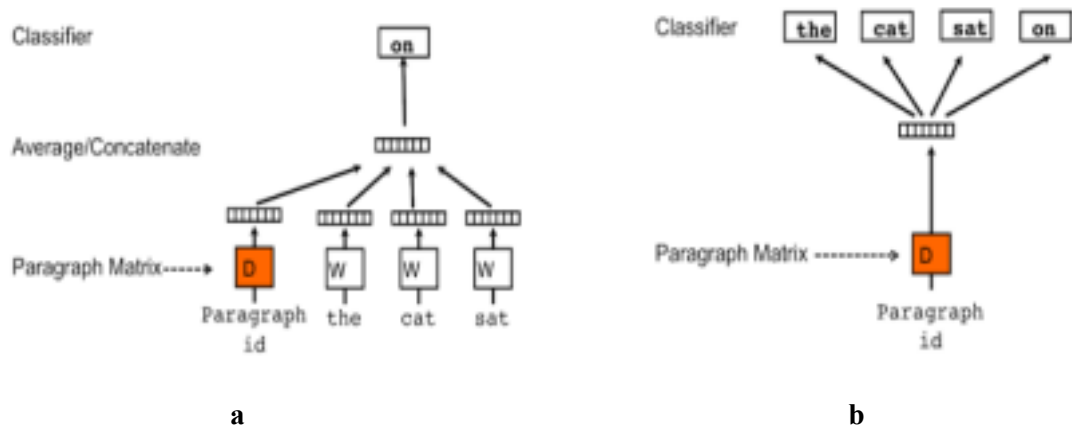 Classifier
on
Average/Concatenate
Paragraph Matrix
D
W
W
W
Paragraph
id
the
cat
sat
a
Classifier
the
cat
sat
on
Paragraph Matrix
D
Paragraph
id
b